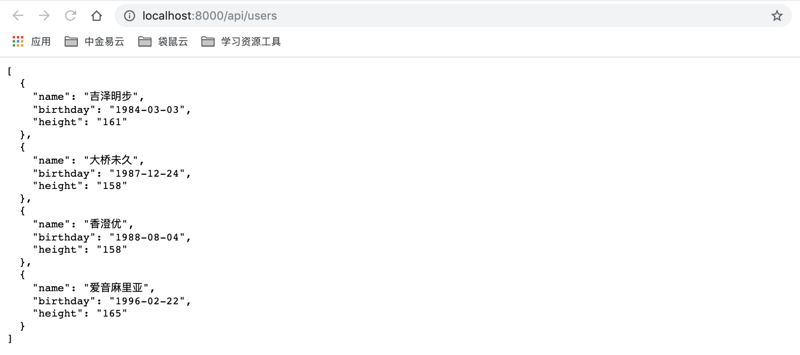 localhost:8000/api/users
应用 中金易云 袋鼠云 学习资源工具
[
  {
    "name": "吉泽明步",
    "birthday": "1984-03-03",
    "height": "161"
  },
  {
    "name": "大桥未久",
    "birthday": "1987-12-24",
    "height": "158"
  },
  {
    "name": "香澄优",
    "birthday": "1988-08-04",
    "height": "158"
  },
  {
    "name": "爱音麻里亚",
    "birthday": "1996-02-22",
    "height": "165"
  }
]